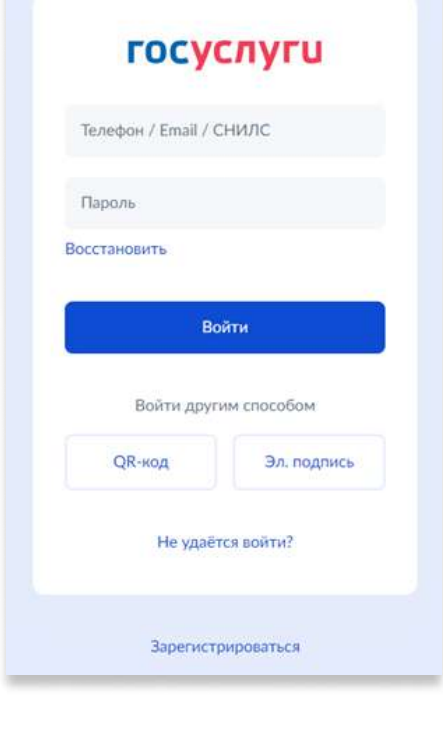 госуслуги
Телефон / Email / СНИЛС
Пароль
Восстановить
Войти
Войти другим способом
QR-код
Эл. подпись
Не удаётся войти?
Зарегистрироваться